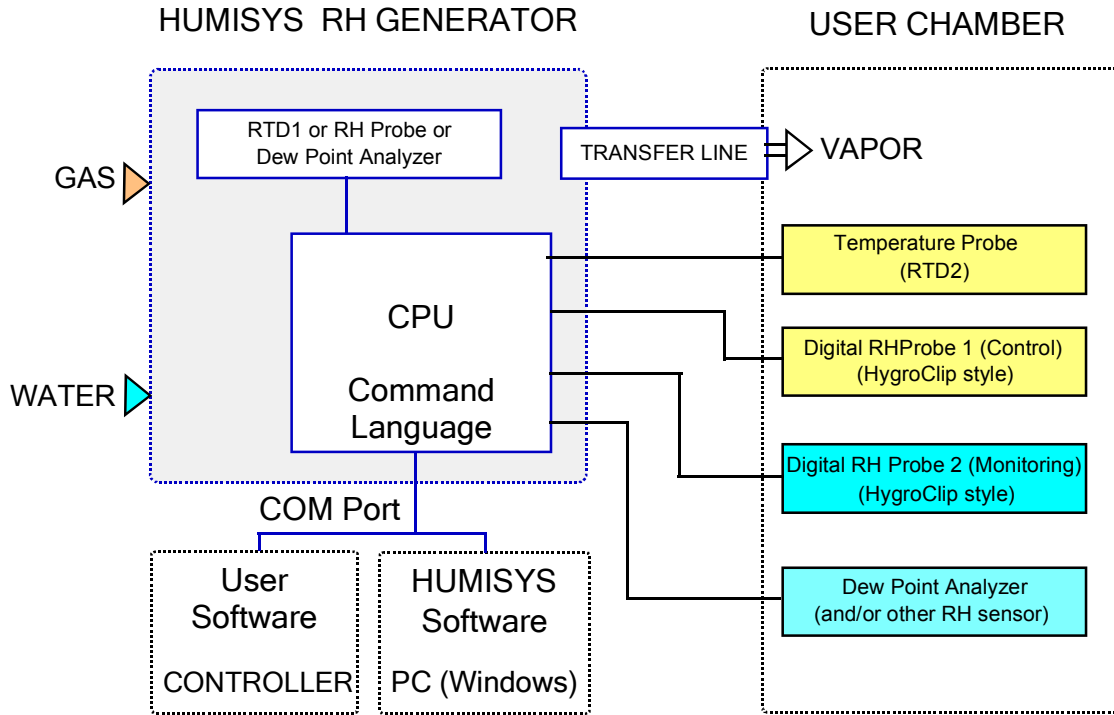 HUMISYS RH GENERATOR
USER CHAMBER
RTD1 or RH Probe or
Dew Point Analyzer
TRANSFER LINE
VAPOR
GAS
Temperature Probe
(RTD2)
CPU
Digital RHProbe 1 (Control)
(HygroClip style)
WATER
Command
Language
Digital RH Probe 2 (Monitoring)
(HygroClip style)
COM Port
User
Software
CONTROLLER
HUMISYS
Software
PC (Windows)
Dew Point Analyzer
(and/or other RH sensor)